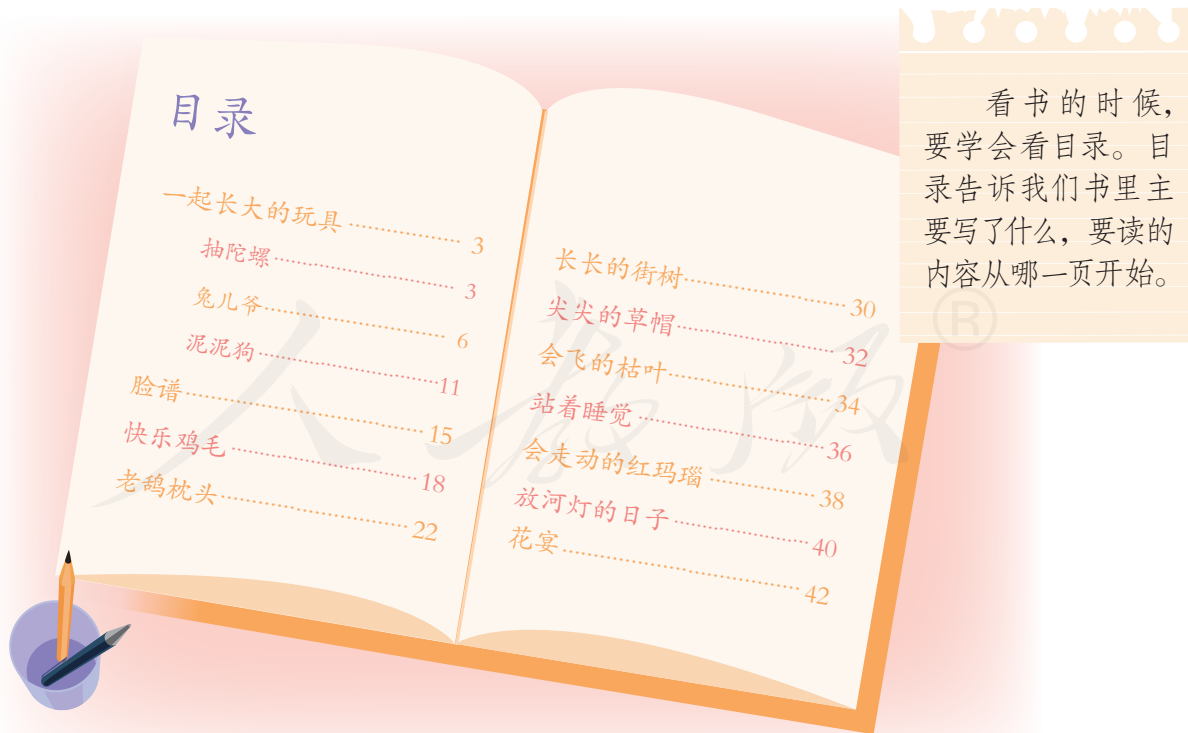 目录
一起长大的玩具………………3
抽陀螺………………3
兔儿爷………………6
泥泥狗………………11
脸谱………………15
快乐鸡毛………………18
老鸹枕头………………22
长长的街树………………30
尖尖的草帽………………32
会飞的枯叶………………34
站着睡觉………………36
会走动的红玛瑙………………38
放河灯的日子………………40
花宴………………42
看书的时候,
要学会看目录。目
录告诉我们书里主
要写了什么，要读的
内容从哪一页开始。
人教版®